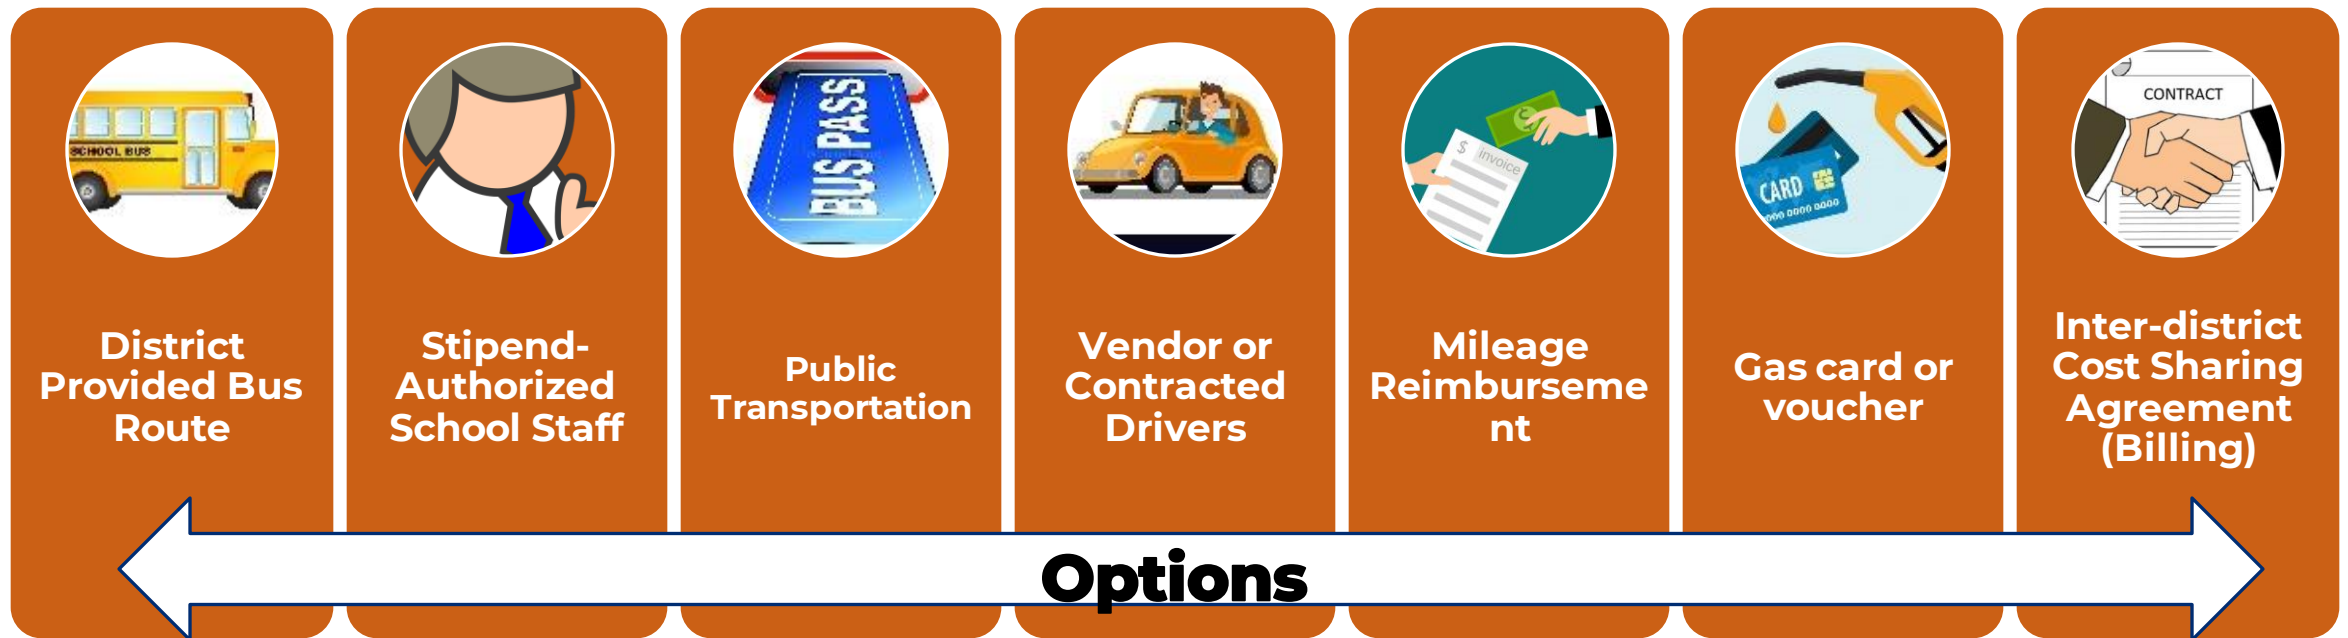 SCHOOL BUS
BUS PASS
$ invoice
$
CARD
0000 0000
CONTRACT
District
Provided Bus
Route
Stipend-
Authorized
School Staff
Public
Transportation
Vendor or
Contracted
Drivers
Mileage
Reimburseme
nt
Gas card or
voucher
Inter-district
Cost Sharing
Agreement
(Billing)
Options